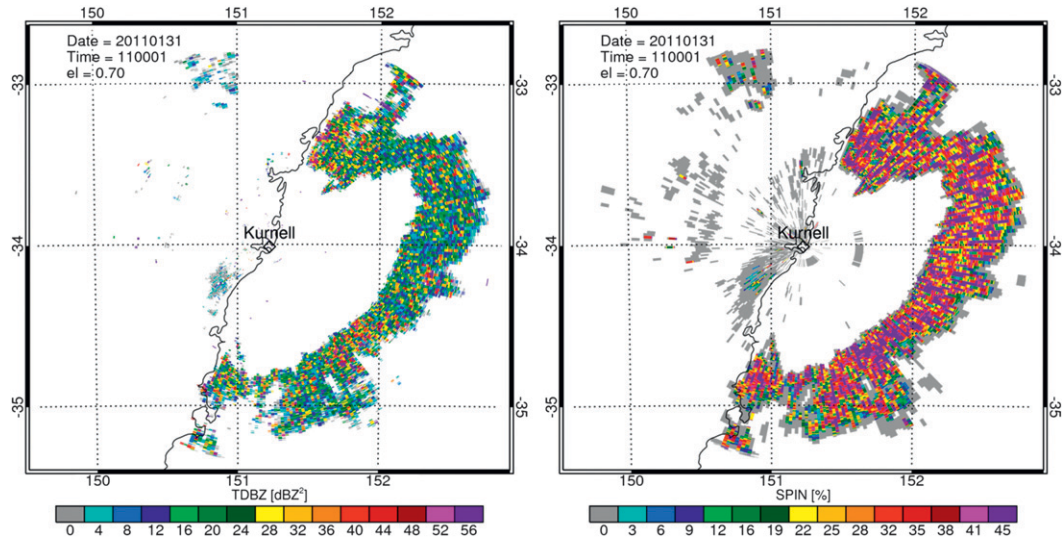 150 151 152
Date = 20110131
Time = 110001
el = 0.70
-33
Kurnell
-34
-35
150 151 152
TDBZ [dBZ²]
0 4 8 12 16 20 24 28 32 36 40 44 48 52 56
150 151 152
Date = 20110131
Time = 110001
el = 0.70
-33
-33
Kurnell
-34
-34
-35
-35
150 151 152
SPIN [%]
0 3 6 9 12 16 19 22 25 28 32 35 38 41 45